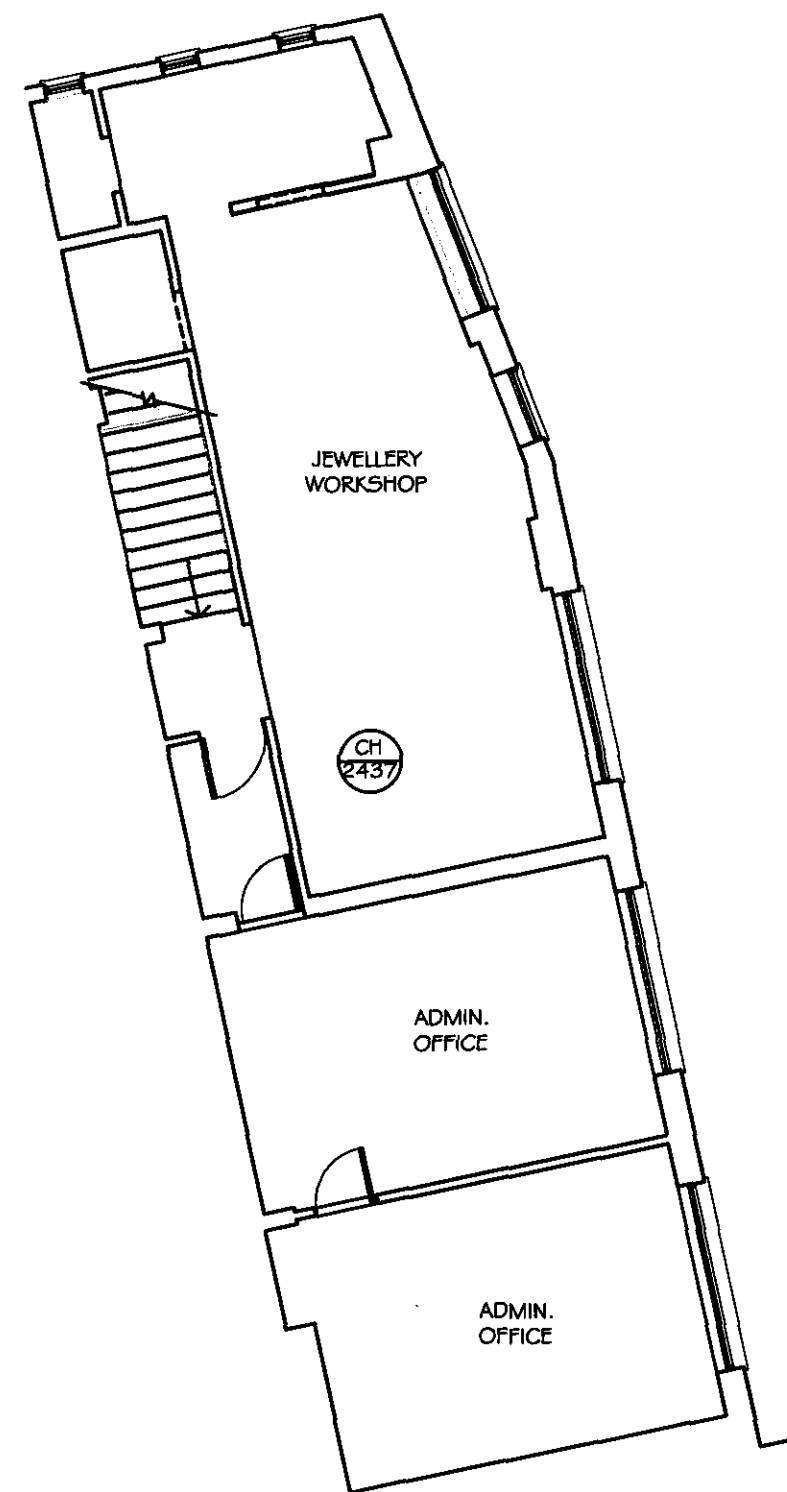 JEWELLERY
WORKSHOP
CH
2437
ADMIN.
OFFICE
ADMIN.
OFFICE